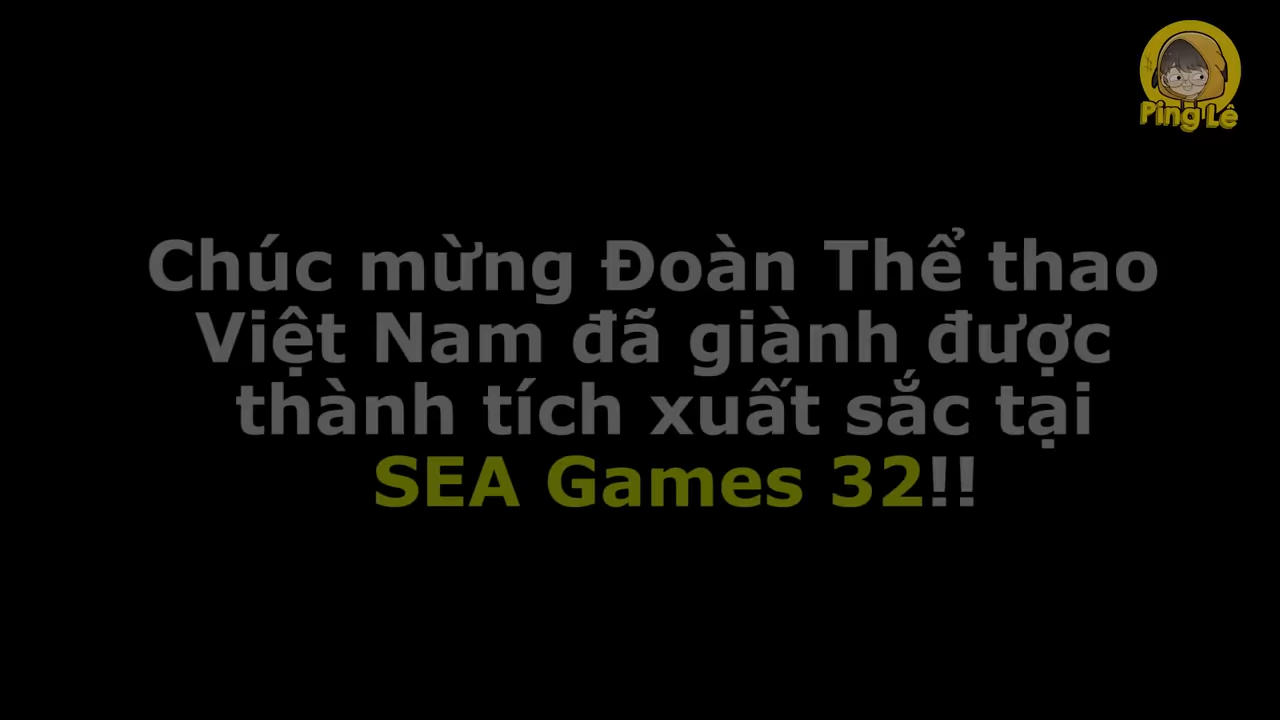 Ping Lê
Chúc mừng Đoàn Thể thao
Việt Nam đã giành được
thành tích xuất sắc tại
SEA Games 32!!